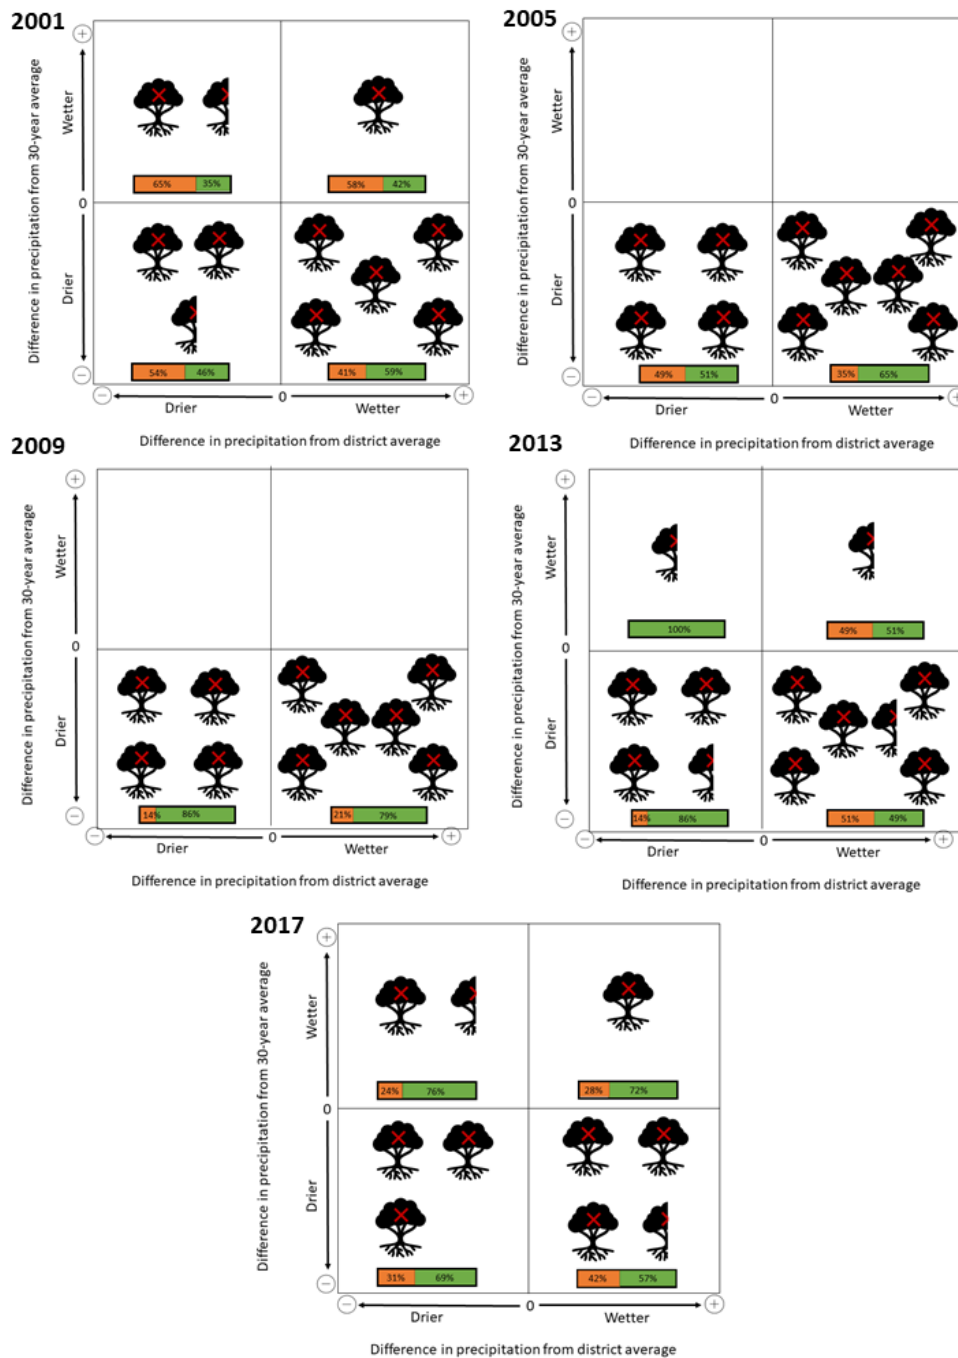 2001
Difference in precipitation from 30-year average
Wetter
0
Drier
65% 35%
58% 42%
54% 46%
41% 59%
Drier
0
Wetter
Difference in precipitation from district average
2005
Difference in precipitation from 30-year average
Wetter
0
Drier
49% 51%
35% 65%
Drier
0
Wetter
Difference in precipitation from district average
2009
Difference in precipitation from 30-year average
Wetter
0
Drier
14% 86%
21% 79%
Drier
0
Wetter
Difference in precipitation from district average
2013
Difference in precipitation from 30-year average
Wetter
0
Drier
100%
49% 51%
14% 86%
51% 49%
Drier
0
Wetter
Difference in precipitation from district average
2017
Difference in precipitation from 30-year average
Wetter
0
Drier
24% 76%
28% 72%
31% 69%
42% 57%
Drier
0
Wetter
Difference in precipitation from district average